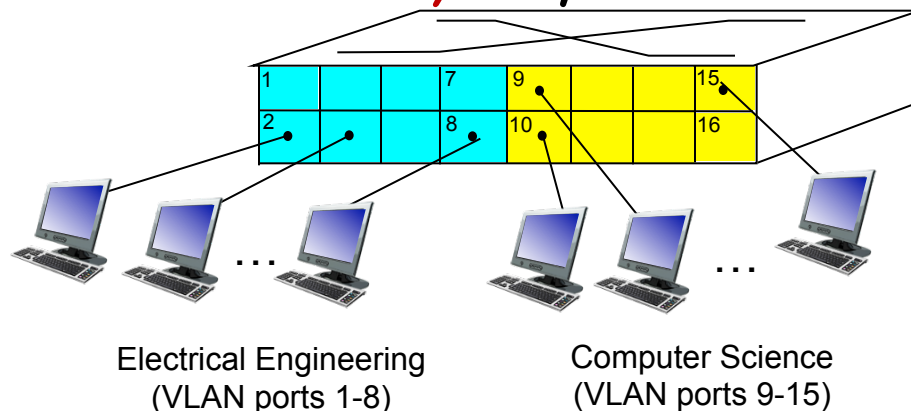 1 7 9 15
2 8 10 16
... ...
Electrical Engineering Computer Science
(VLAN ports 1-8) (VLAN ports 9-15)